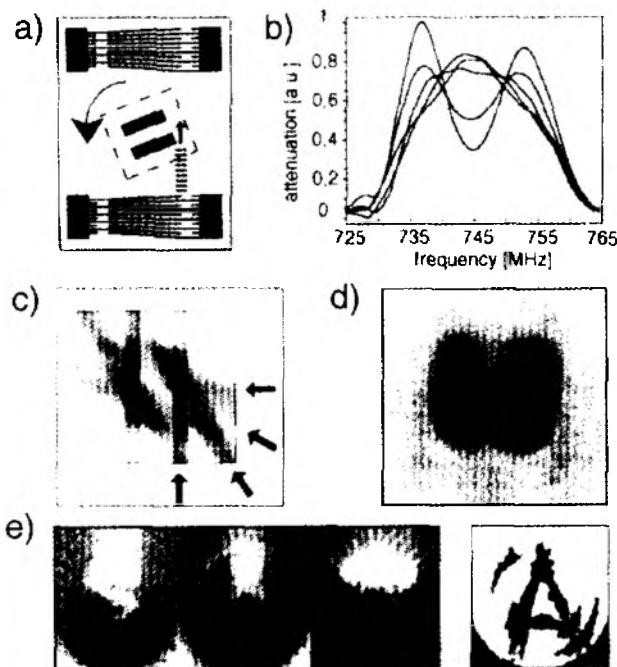 a)
b)
attenuation [a u]
1
0.8
0.6
0.4
0.2
0
725 735 745 755 765
frequency [MHz]
c)
d)
e)
A